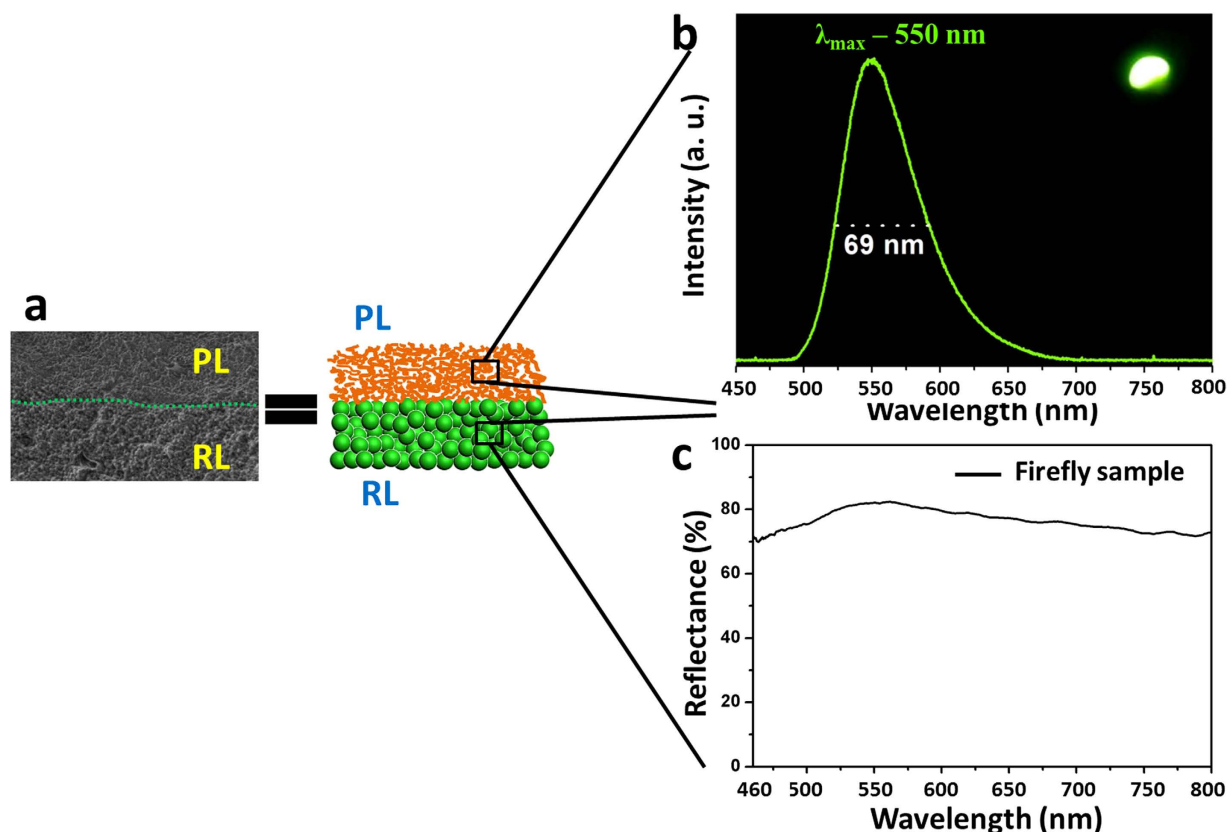 a
PL
RL
PL
RL
b
λmax – 550 nm
Intensity (a. u.)
69 nm
450 500 550 600 650 700 750 800
Wavelength (nm)
c
Firefly sample
Reflectance (%)
100
80
60
40
20
0
460 500 550 600 650 700 750 800
Wavelength (nm)